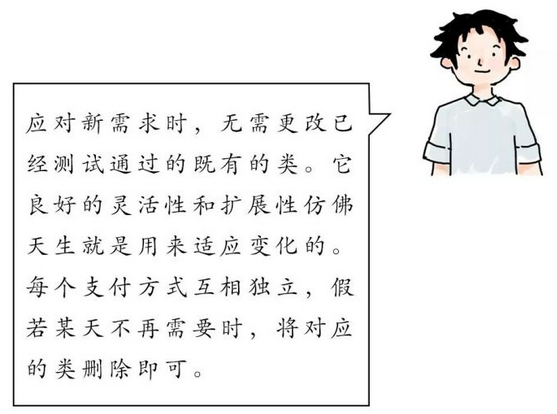 应对新需求时，无需更改已
经测试通过的既有的类。它
良好的灵活性和扩展性仿佛
天生就是用来适应变化的。
每个支付方式互相独立，假
若某天不再需要时，将对应
的类删除即可。